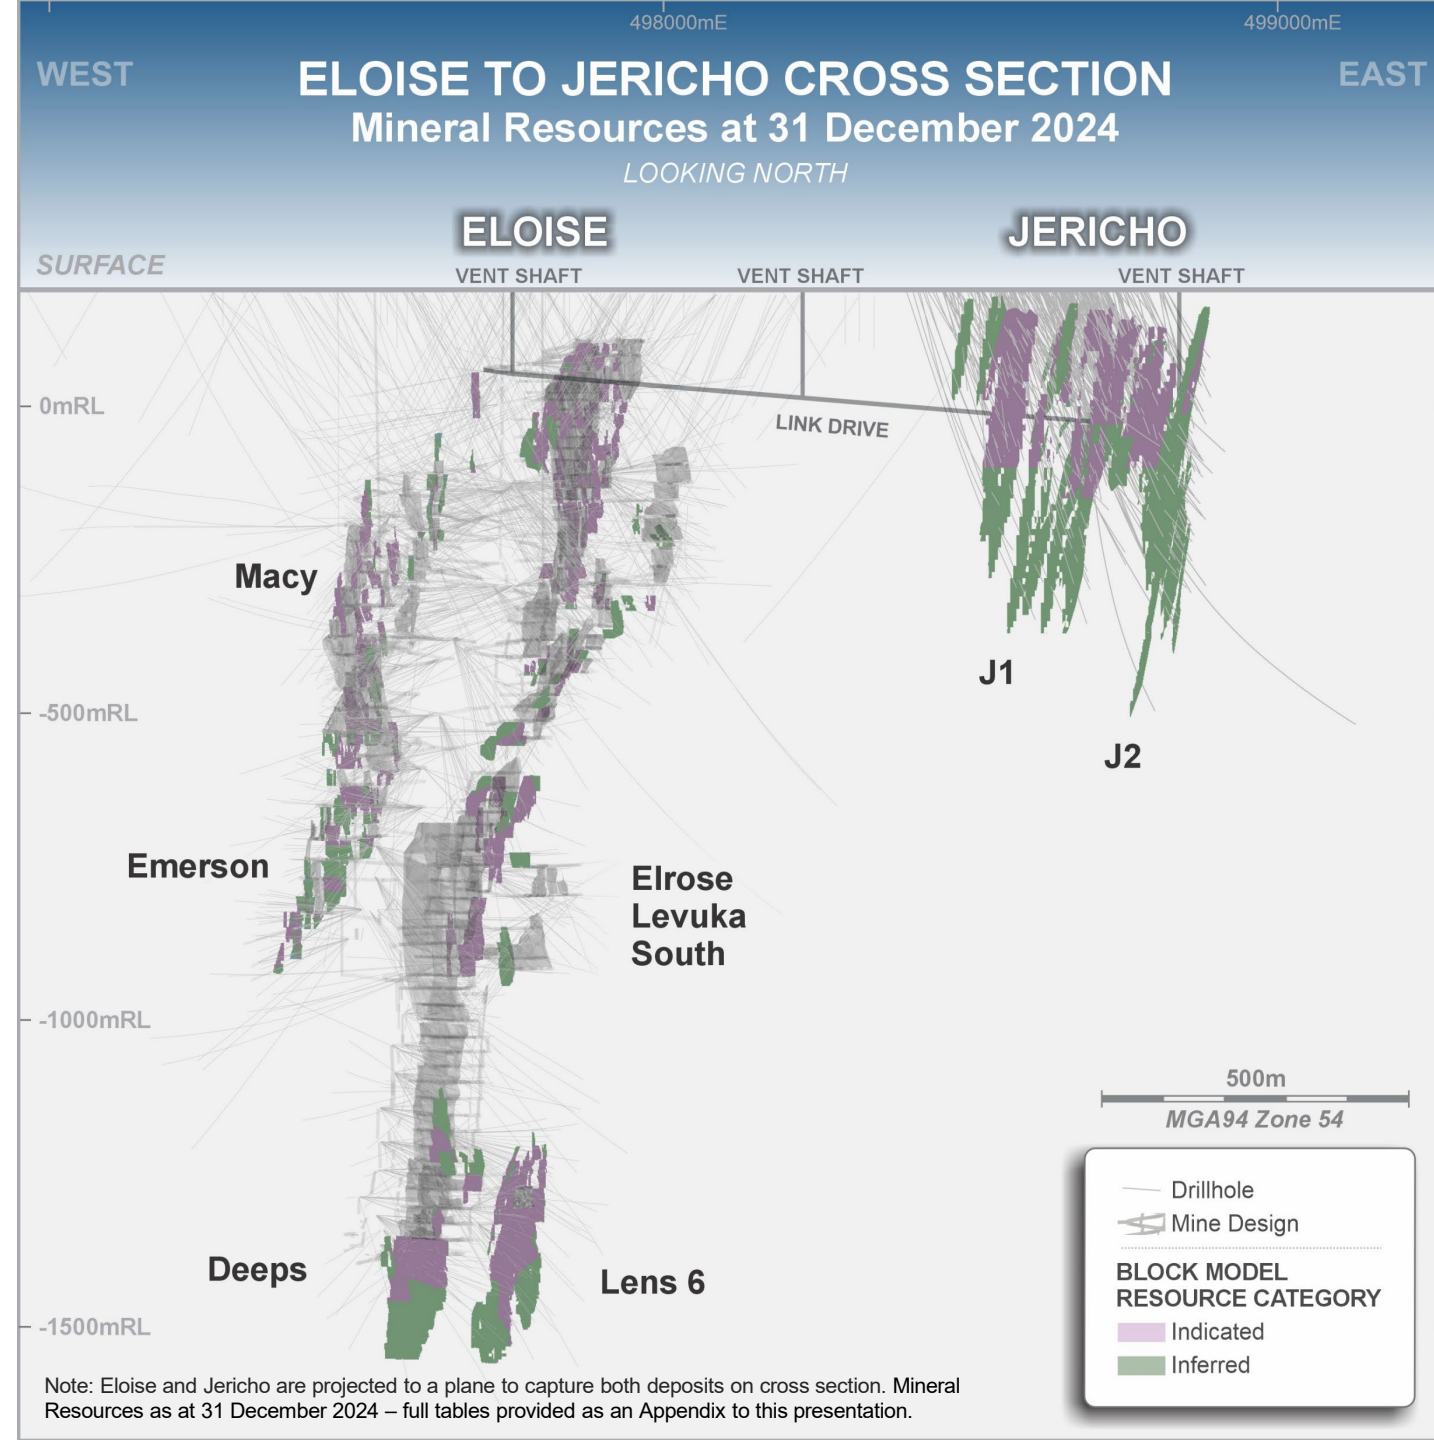 498000mE
499000mE
WEST
EAST
ELOISE TO JERICHO CROSS SECTION
Mineral Resources at 31 December 2024
LOOKING NORTH
ELOISE
JERICHO
SURFACE
VENT SHAFT
VENT SHAFT
VENT SHAFT
0mRL
LINK DRIVE
Macy
J1
-500mRL
J2
Emerson
Elrose
Levuka
South
-1000mRL
500m
MGA94 Zone 54
Drillhole
Mine Design
BLOCK MODEL
RESOURCE CATEGORY
Indicated
Inferred
Deeps
Lens 6
-1500mRL
Note: Eloise and Jericho are projected to a plane to capture both deposits on cross section. Mineral
Resources as at 31 December 2024 – full tables provided as an Appendix to this presentation.